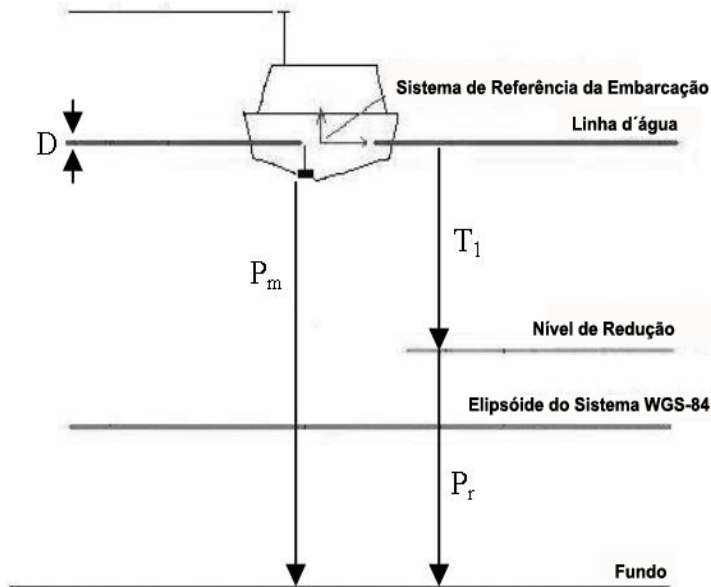 Sistema de Referência da Embarcação
Linha d´água
D
T₁
Pₘ
Nível de Redução
Elipsóide do Sistema WGS-84
Pᵣ
Fundo